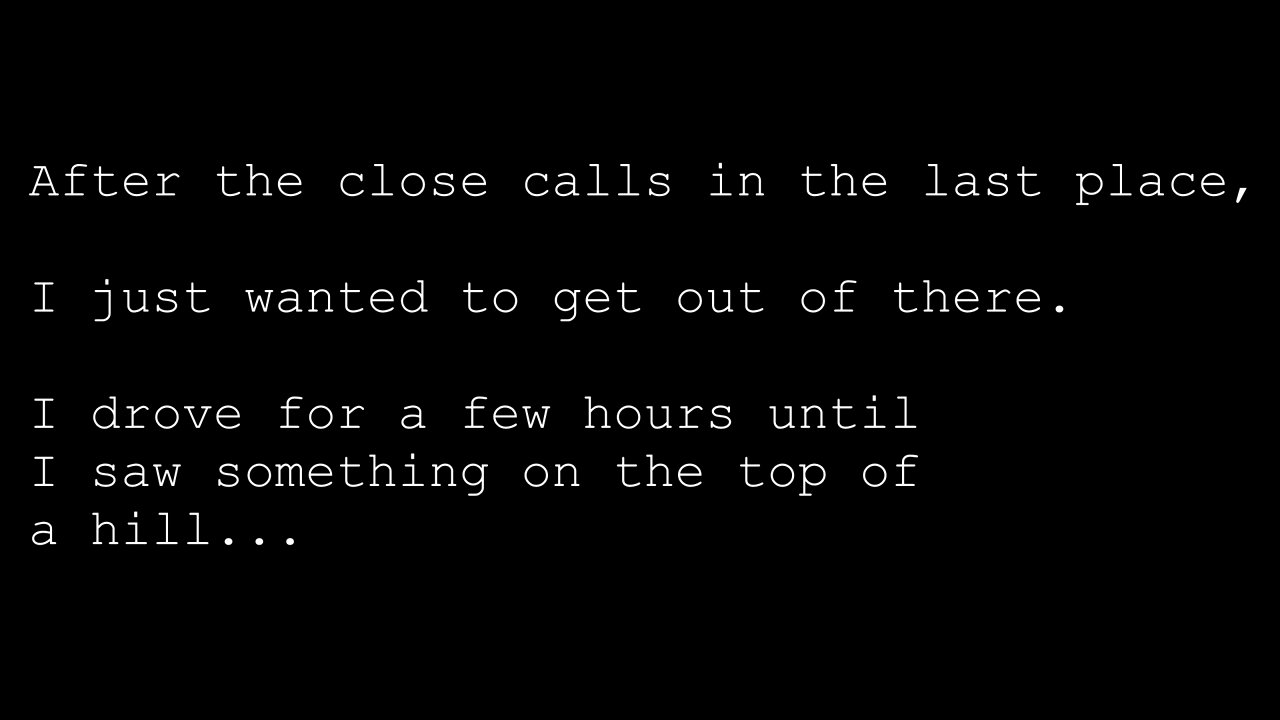 After the close calls in the last place,
I just wanted to get out of there.
I drove for a few hours until
I saw something on the top of
a hill...